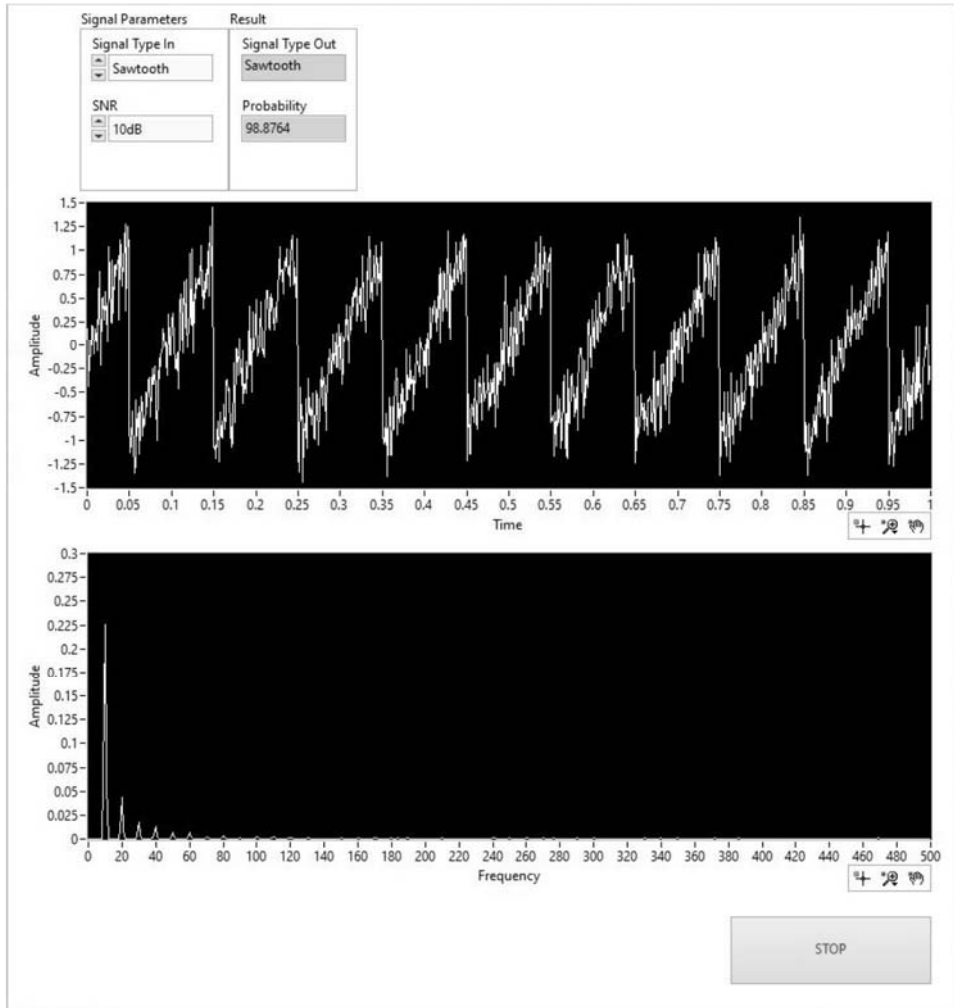 Signal Parameters
Result
Signal Type In
Signal Type Out
Sawtooth
Sawtooth
SNR
Probability
10dB
98.8764
1.5
1.25
1
0.75
0.5
0.25
0
-0.25
-0.5
-0.75
-1
-1.25
-1.5
Amplitude
0 0.05 0.1 0.15 0.2 0.25 0.3 0.35 0.4 0.45 0.5 0.55 0.6 0.65 0.7 0.75 0.8 0.85 0.9 0.95 1
Time
0.3
0.275
0.25
0.225
0.2
0.175
0.15
0.125
0.1
0.075
0.05
0.025
0
Amplitude
0 20 40 60 80 100 120 140 160 180 200 220 240 260 280 300 320 340 360 380 400 420 440 460 480 500
Frequency
STOP